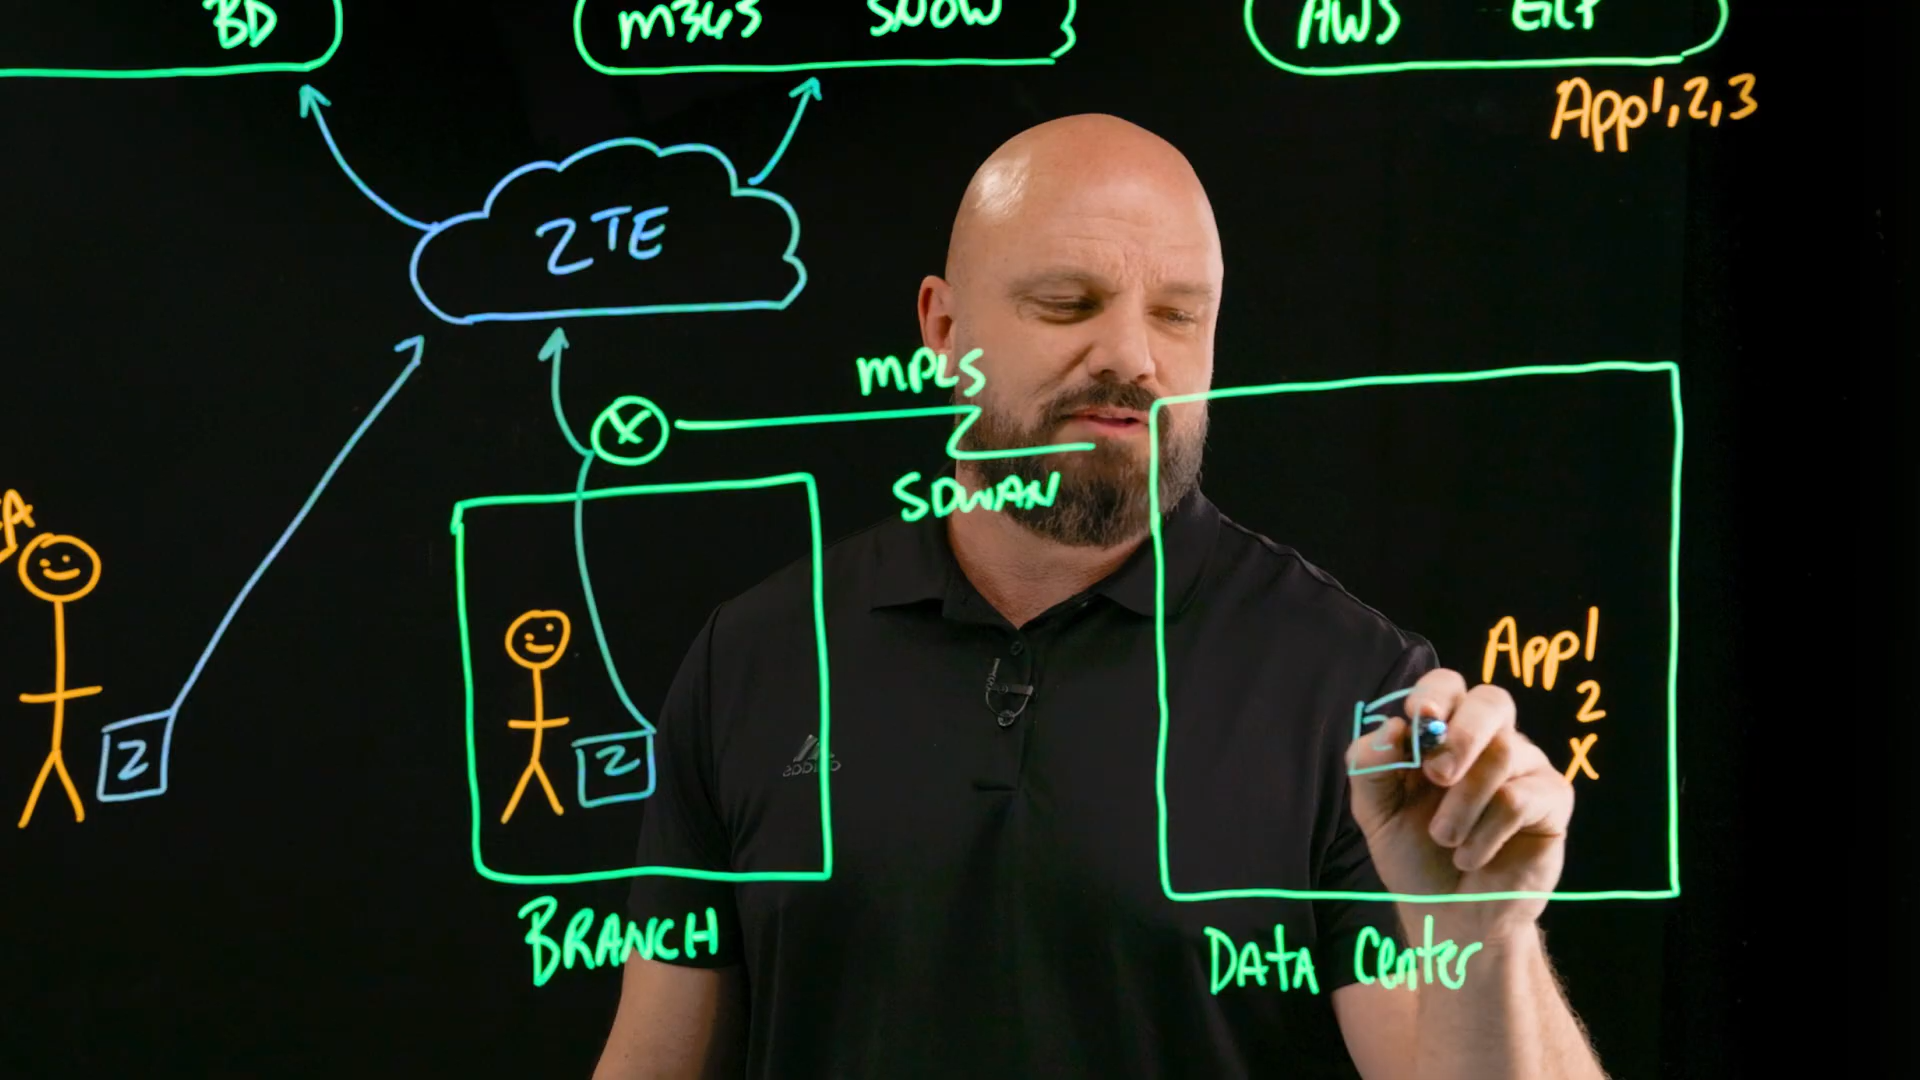 BD
M365 SNOW
AWS
App1,2,3
ZTE
MPLS
X
SDWAN
App1
2
X
Z
Z
BRANCH
DATA Center